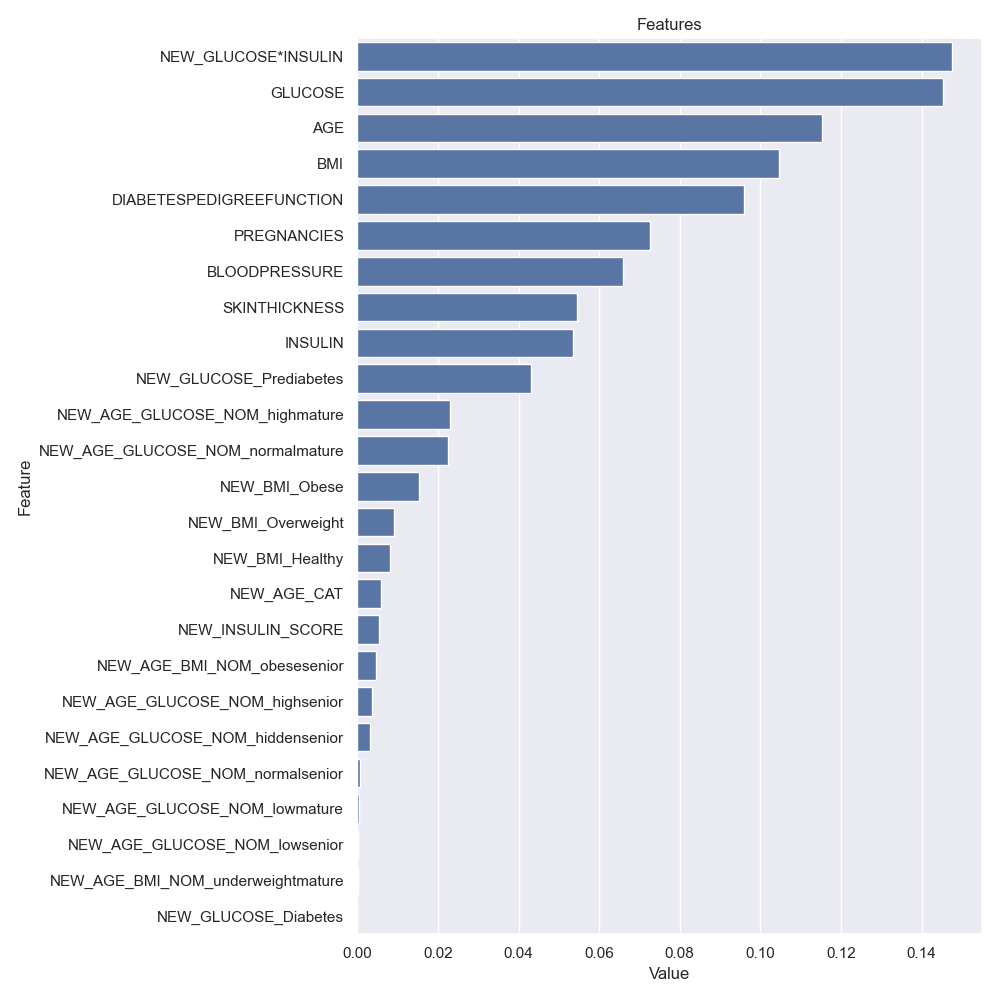 Features
NEW_GLUCOSE*INSULIN
GLUCOSE
AGE
BMI
DIABETESPEDIGREEFUNCTION
PREGNANCIES
BLOODPRESSURE
SKINTHICKNESS
INSULIN
NEW_GLUCOSE_Prediabetes
NEW_AGE_GLUCOSE_NOM_highmature
NEW_AGE_GLUCOSE_NOM_normalmature
NEW_BMI_Obese
NEW_BMI_Overweight
NEW_BMI_Healthy
NEW_AGE_CAT
NEW_INSULIN_SCORE
NEW_AGE_BMI_NOM_obesesenior
NEW_AGE_GLUCOSE_NOM_highsenior
NEW_AGE_GLUCOSE_NOM_hiddensenior
NEW_AGE_GLUCOSE_NOM_normalsenior
NEW_AGE_GLUCOSE_NOM_lowmature
NEW_AGE_GLUCOSE_NOM_lowsenior
NEW_AGE_BMI_NOM_underweightmature
NEW_GLUCOSE_Diabetes
Feature
0.00 0.02 0.04 0.06 0.08 0.10 0.12 0.14
Value